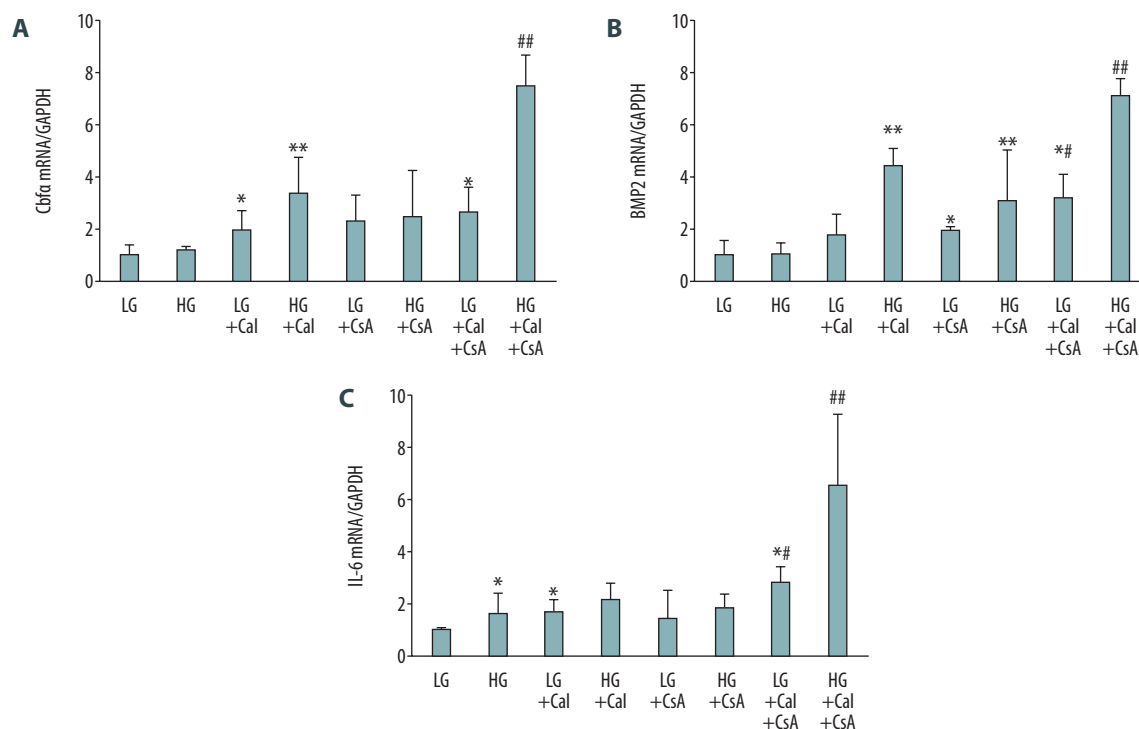 A
Cbfα mRNA/GAPDH
10
8
6
4
2
0
*
**
*
##
LG
HG
LG
+Cal
HG
+Cal
LG
+CsA
HG
+CsA
LG
+Cal
+CsA
HG
+Cal
+CsA
B
BMP2 mRNA/GAPDH
10
8
6
4
2
0
**
*
**
*#
##
LG
HG
LG
+Cal
HG
+Cal
LG
+CsA
HG
+CsA
LG
+Cal
+CsA
HG
+Cal
+CsA
C
IL-6 mRNA/GAPDH
10
8
6
4
2
0
*
*
*#
##
LG
HG
LG
+Cal
HG
+Cal
LG
+CsA
HG
+CsA
LG
+Cal
+CsA
HG
+Cal
+CsA